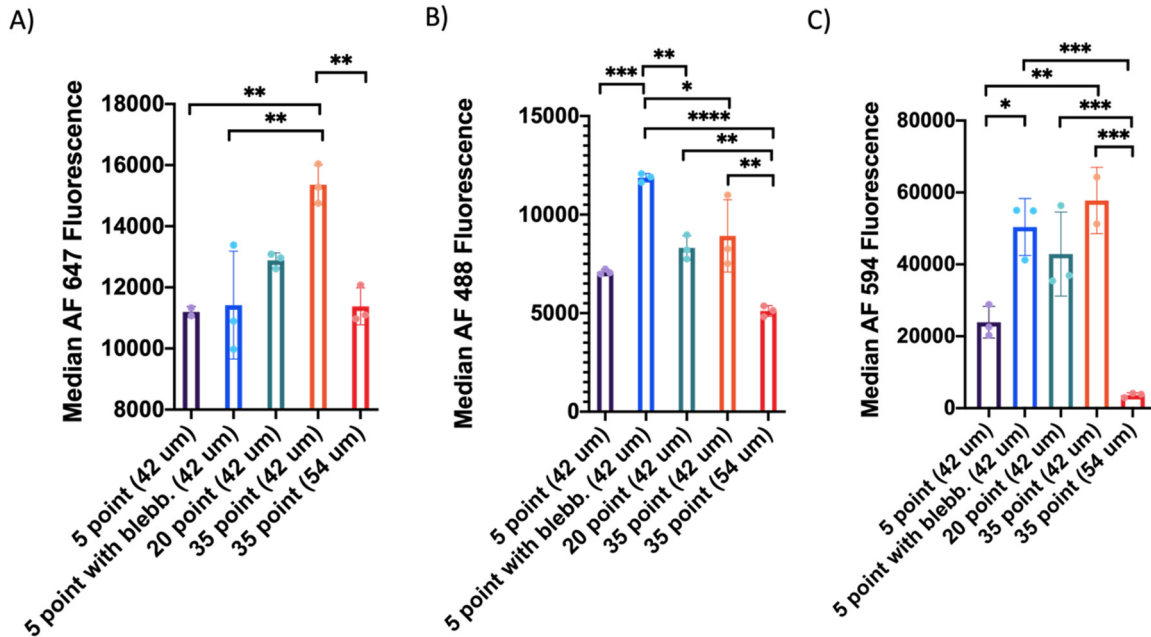 A)
Median AF 647 Fluorescence
18000
16000
14000
12000
10000
8000
**
**
**
5 point (42 um)
5 point with blebb. (42 um)
20 point (42 um)
35 point (42 um)
35 point (54 um)
B)
Median AF 488 Fluorescence
15000
10000
5000
0
**
***
*
****
**
**
5 point (42 um)
5 point with blebb. (42 um)
20 point (42 um)
35 point (42 um)
35 point (54 um)
C)
Median AF 594 Fluorescence
80000
60000
40000
20000
0
***
**
*
***
***
5 point (42 um)
5 point with blebb. (42 um)
20 point (42 um)
35 point (42 um)
35 point (54 um)